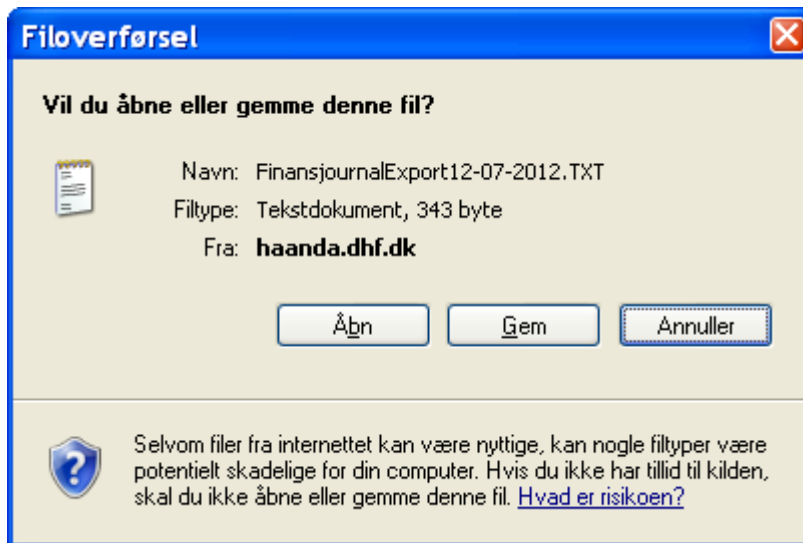 Filoverførsel
Vil du åbne eller gemme denne fil?
Navn: FinansjournalExport12-07-2012.TXT
Filtype: Tekstdokument, 343 byte
Fra: haanda.dhf.dk
Åbn Gem Annuller
Selvom filer fra internettet kan være nyttige, kan nogle filtyper være
potentielt skadelige for din computer. Hvis du ikke har tillid til kilden,
skal du ikke åbne eller gemme denne fil. Hvad er risikoen?